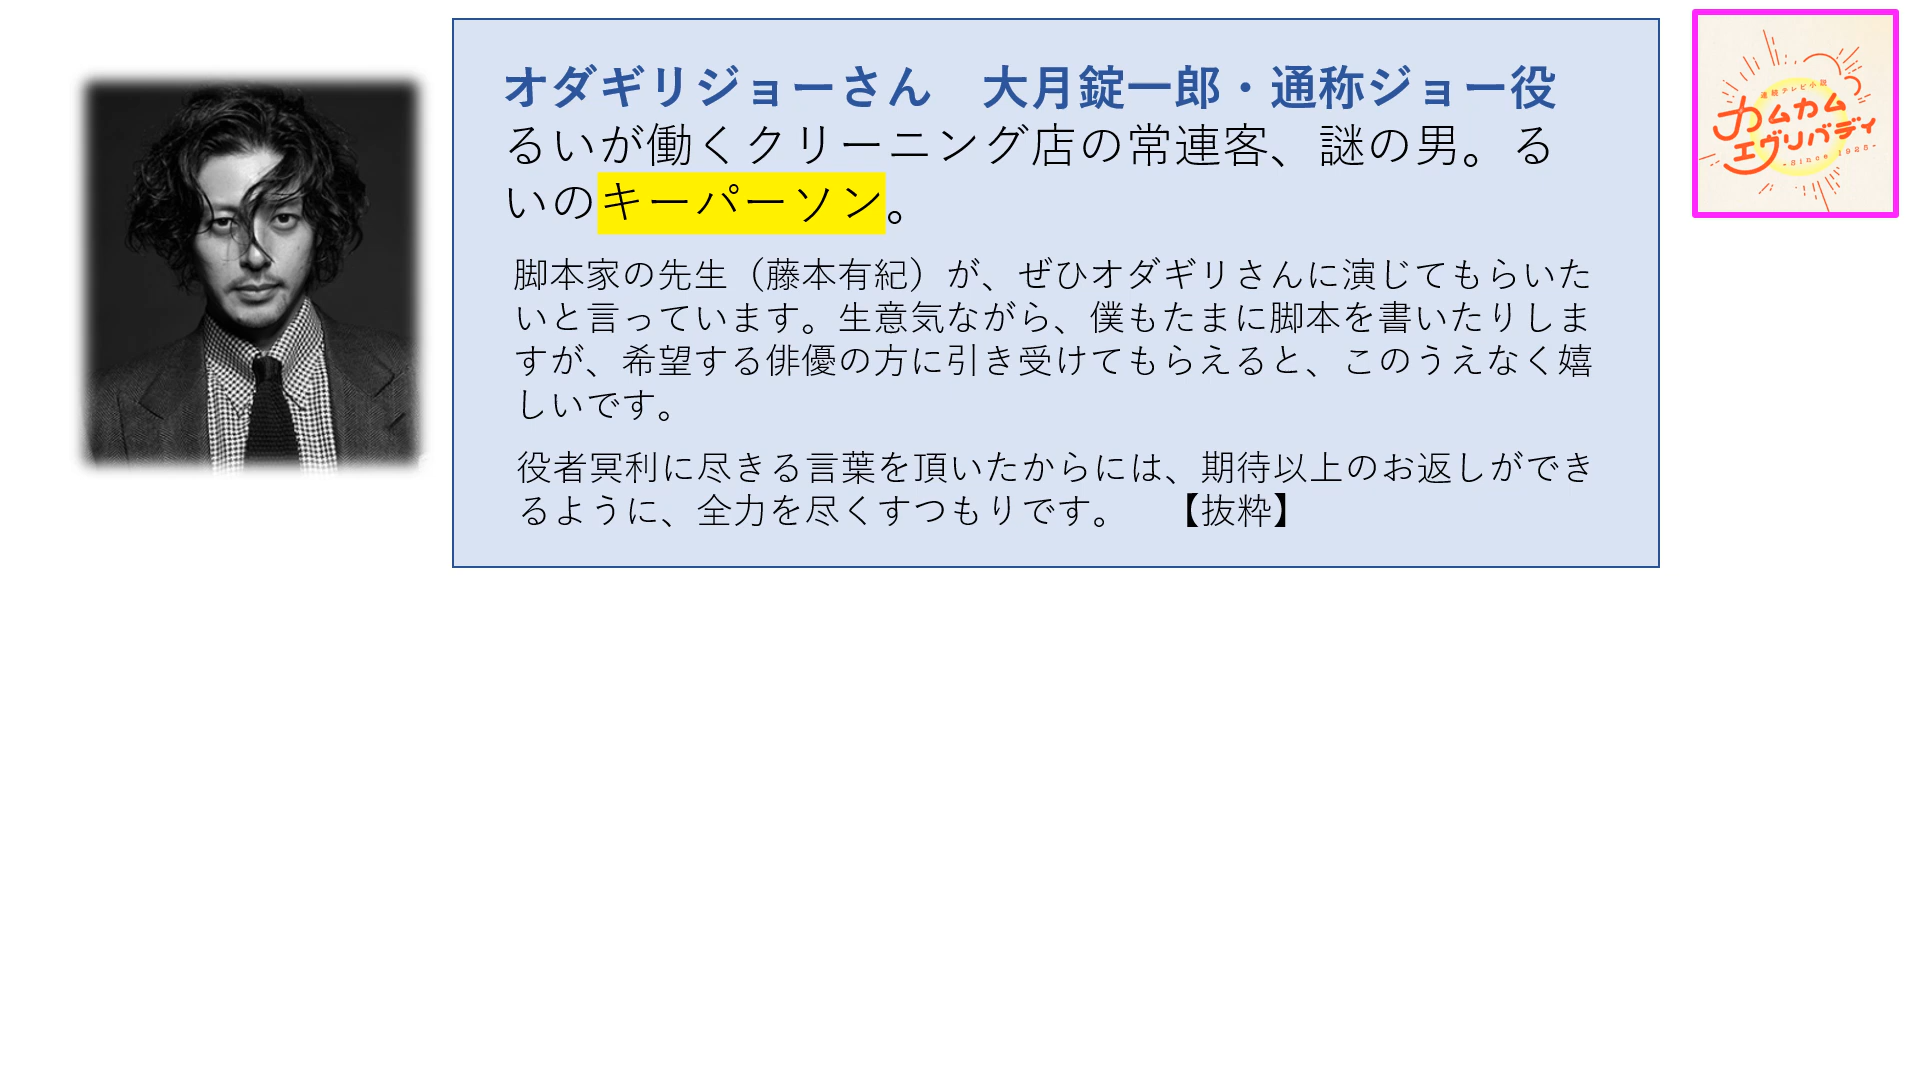 オダギリジョーさん　大月錠一郎・通称ジョー役
るいが働くクリーニング店の常連客、謎の男。る
いのキーパーソン。
脚本家の先生（藤本有紀）が、ぜひオダギリさんに演じてもらいた
いと言っています。生意気ながら、僕もたまに脚本を書いたりしま
すが、希望する俳優の方に引き受けてもらえると、このうえなく嬉
しいです。
役者冥利に尽きる言葉を頂いたからには、期待以上のお返しができ
るように、全力を尽くすつもりです。　【抜粋】
連続テレビ小説
カムカム
エヴリバディ
-Since 1925-